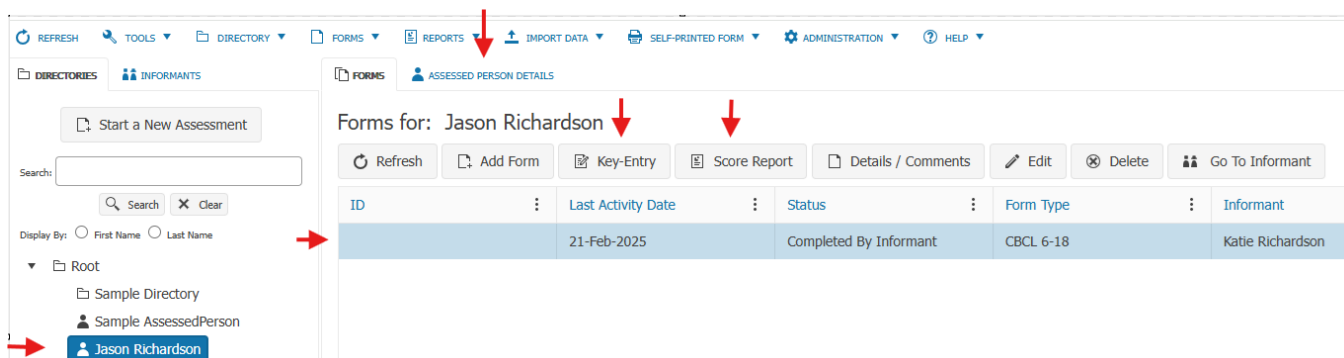 REFRESH TOOLS DIRECTORY FORMS REPORTS IMPORT DATA SELF-PRINTED FORM ADMINISTRATION HELP
DIRECTORIES INFORMANTS
FORMS ASSESSED PERSON DETAILS
Start a New Assessment
Search:
Search Clear
Display By: First Name Last Name
Root
Sample Directory
Sample AssessedPerson
Jason Richardson
Forms for: Jason Richardson
Refresh Add Form Key-Entry Score Report Details / Comments Edit Delete Go To Informant
ID Last Activity Date Status Form Type Informant
21-Feb-2025 Completed By Informant CBCL 6-18 Katie Richardson